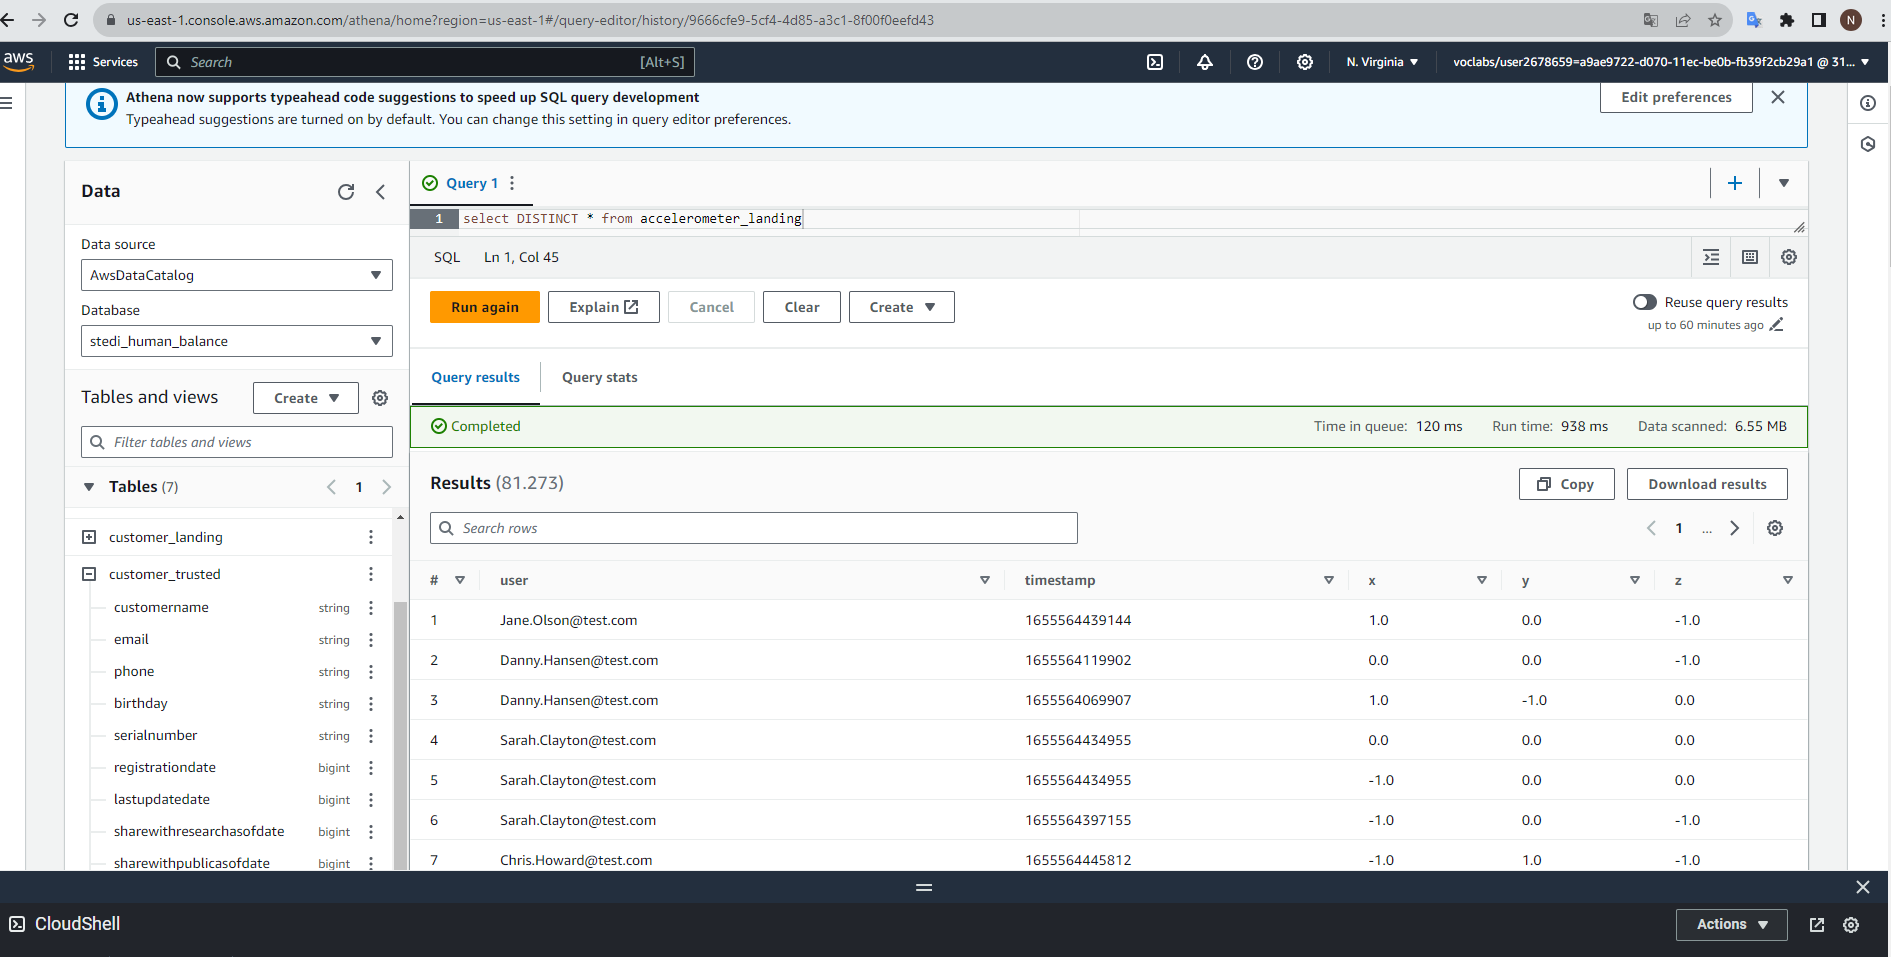 us-east-1.console.aws.amazon.com/athena/home?region=us-east-1#/query-editor/history/9666cfe9-5cf4-4d85-a3c1-8f00f0eefd43
N
aws
Services
Search
[Alt+S]
N. Virginia
voclabs/user2678659=a9ae9722-d070-11ec-be0b-fb39f2cb29a1 @ 31...
Athena now supports typeahead code suggestions to speed up SQL query development
Typeahead suggestions are turned on by default. You can change this setting in query editor preferences.
Edit preferences
Data
Data source
AwsDataCatalog
Database
stedi_human_balance
Tables and views
Create
Filter tables and views
Tables (7)
1
customer_landing
customer_trusted
customername string
email string
phone string
birthday string
serialnumber string
registrationdate bigint
lastupdatedate bigint
sharewithresearchasofdate bigint
sharewithpublicasofdate bigint
Query 1
1 select DISTINCT * from accelerometer_landing
SQL Ln 1, Col 45
Run again
Explain
Cancel
Clear
Create
Reuse query results
up to 60 minutes ago
Query results
Query stats
Completed
Time in queue: 120 ms Run time: 938 ms Data scanned: 6.55 MB
Results (81.273)
Copy
Download results
Search rows
1 ...
# user timestamp x y z
1 Jane.Olson@test.com 1655564439144 1.0 0.0 -1.0
2 Danny.Hansen@test.com 1655564119902 0.0 0.0 -1.0
3 Danny.Hansen@test.com 1655564069907 1.0 -1.0 0.0
4 Sarah.Clayton@test.com 1655564434955 0.0 0.0 0.0
5 Sarah.Clayton@test.com 1655564434955 -1.0 0.0 0.0
6 Sarah.Clayton@test.com 1655564397155 -1.0 0.0 -1.0
7 Chris.Howard@test.com 1655564445812 -1.0 1.0 -1.0
CloudShell
Actions